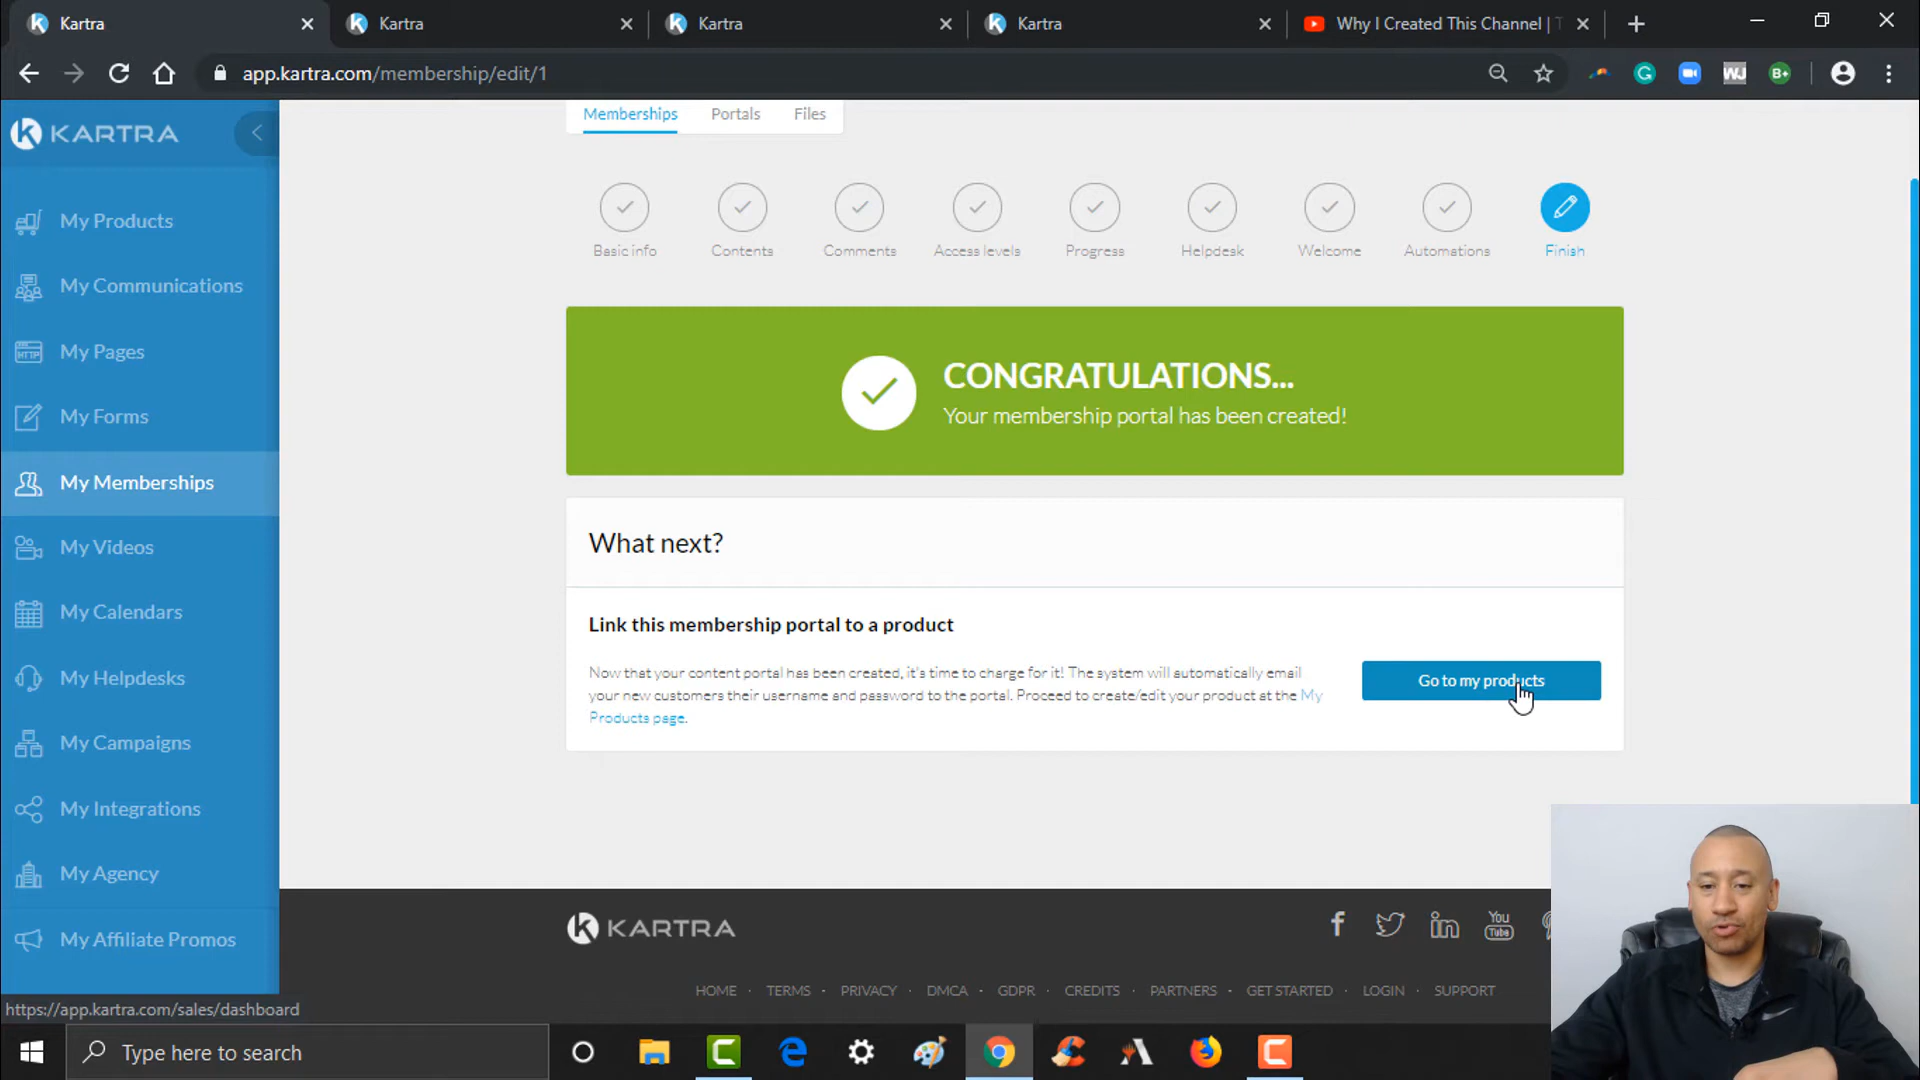 Kartra
Kartra
Kartra
Kartra
Why I Created This Channel |
app.kartra.com/membership/edit/1
KARTRA
Memberships
Portals
Files
My Products
My Communications
My Pages
My Forms
My Memberships
My Videos
My Calendars
My Helpdesks
My Campaigns
My Integrations
My Agency
My Affiliate Promos
Basic info
Contents
Comments
Access levels
Progress
Helpdesk
Welcome
Automations
Finish
CONGRATULATIONS...
Your membership portal has been created!
What next?
Link this membership portal to a product
Now that your content portal has been created, it's time to charge for it! The system will automatically email
your new customers their username and password to the portal. Proceed to create/edit your product at the My
Products page.
Go to my products
KARTRA
HOME · TERMS · PRIVACY · DMCA · GDPR · CREDITS · PARTNERS · GET STARTED · LOGIN · SUPPORT
https://app.kartra.com/sales/dashboard
Type here to search